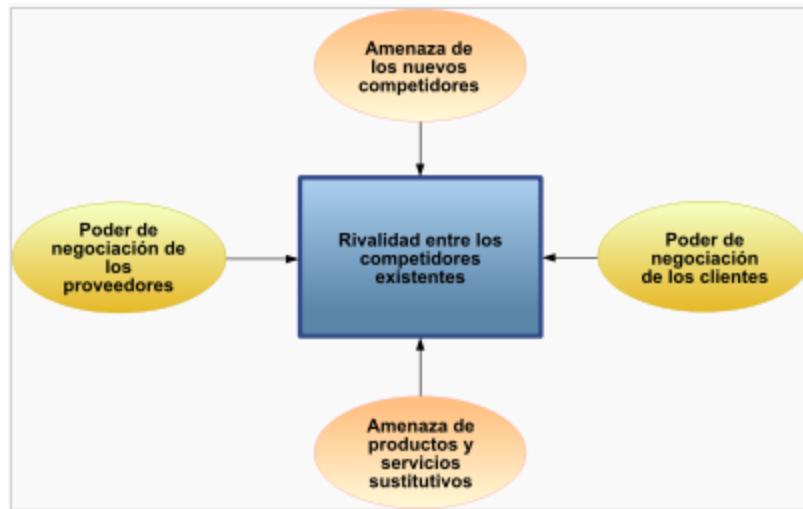 Amenaza de
los nuevos
competidores
Poder de
negociación de
los
proveedores
Rivalidad entre los
competidores
existentes
Poder de
negociación
de los clientes
Amenaza de
productos y
servicios
sustitutivos